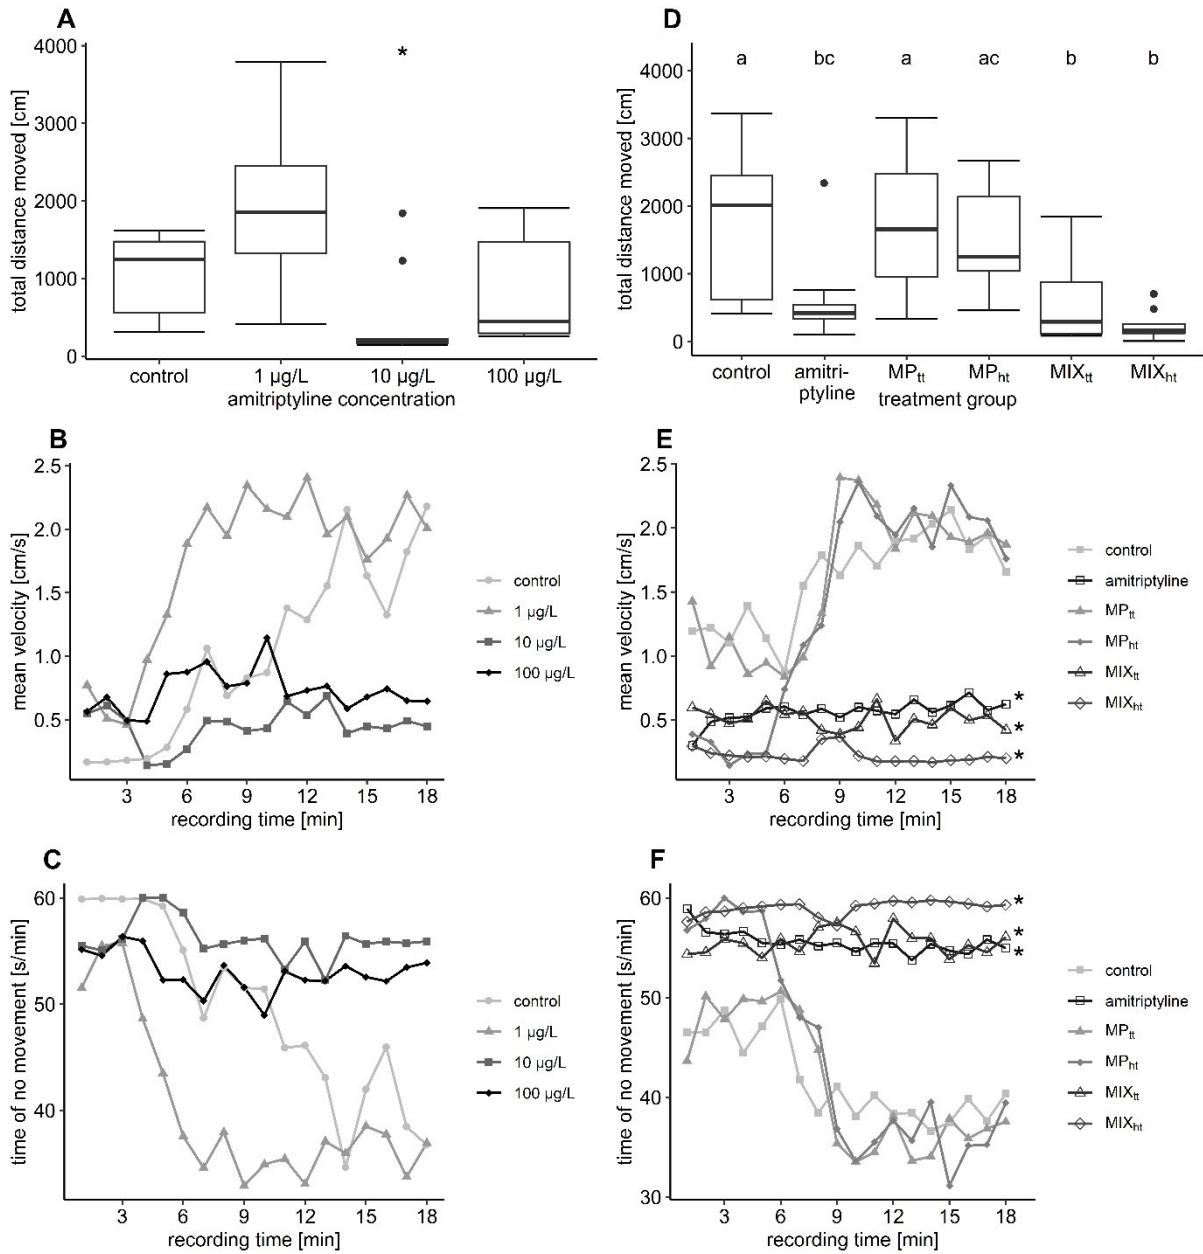 A
total distance moved [cm]
4000
3000
2000
1000
0
*
control
1 µg/L
10 µg/L
100 µg/L
amitriptyline concentration
D
total distance moved [cm]
4000
3000
2000
1000
0
a
bc
a
ac
b
b
control
amitri-
ptyline
MPtt
MPht
MIXtt
MIXht
treatment group
B
mean velocity [cm/s]
2.5
2.0
1.5
1.0
0.5
3
6
9
12
15
18
recording time [min]
control
1 µg/L
10 µg/L
100 µg/L
E
mean velocity [cm/s]
2.5
2.0
1.5
1.0
0.5
*
*
*
3
6
9
12
15
18
recording time [min]
control
amitriptyline
MPtt
MPht
MIXtt
MIXht
C
time of no movement [s/min]
60
50
40
3
6
9
12
15
18
recording time [min]
control
1 µg/L
10 µg/L
100 µg/L
F
time of no movement [s/min]
60
50
40
30
*
*
*
3
6
9
12
15
18
recording time [min]
control
amitriptyline
MPtt
MPht
MIXtt
MIXht